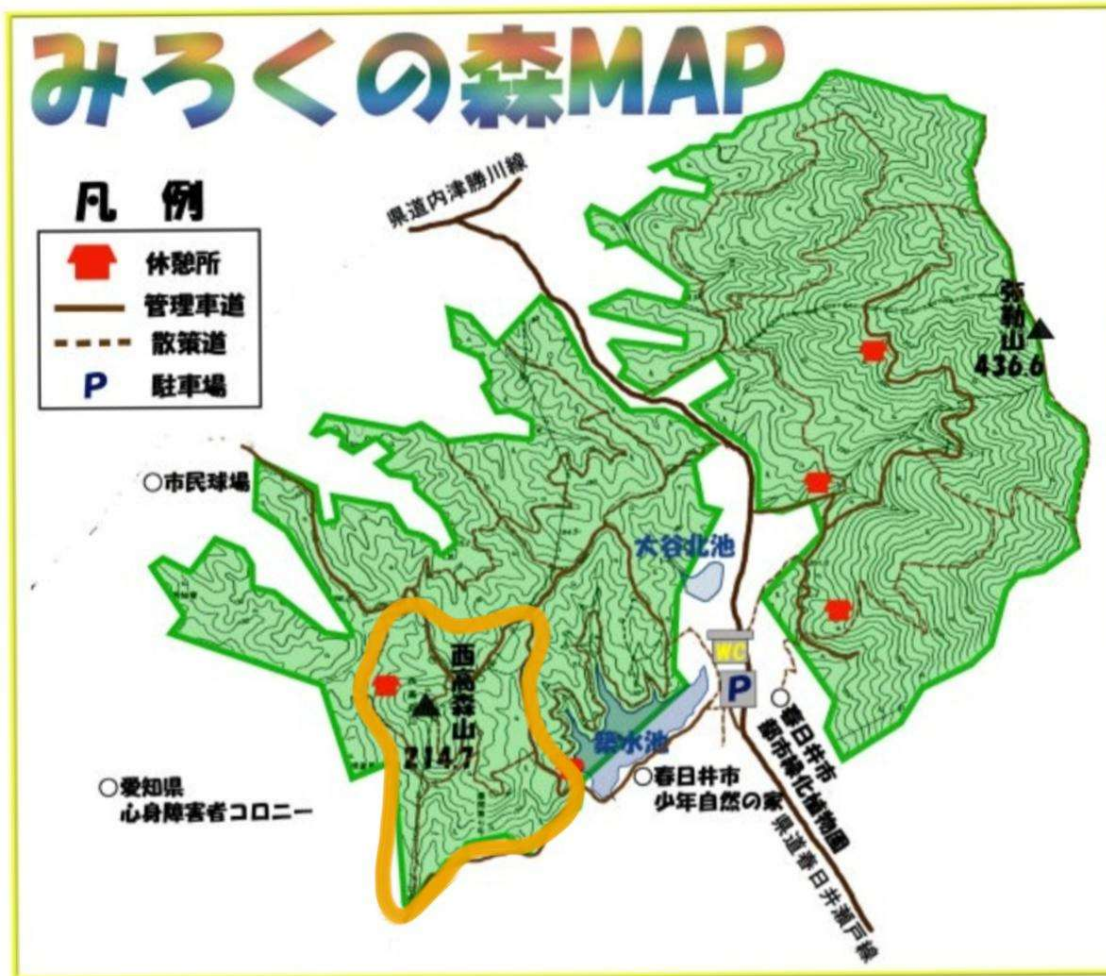 みろくの森MAP
凡 例
休憩所
管理車道
散策道
P 駐車場
県道内津勝川線
弥勒山
436.6
○市民球場
大谷北池
WC
P
西高森山
214.7
築水池
○春日井市
都市緑化植物園
○春日井市
少年自然の家
○愛知県
心身障害者コロニー
県道春日井瀬戸線